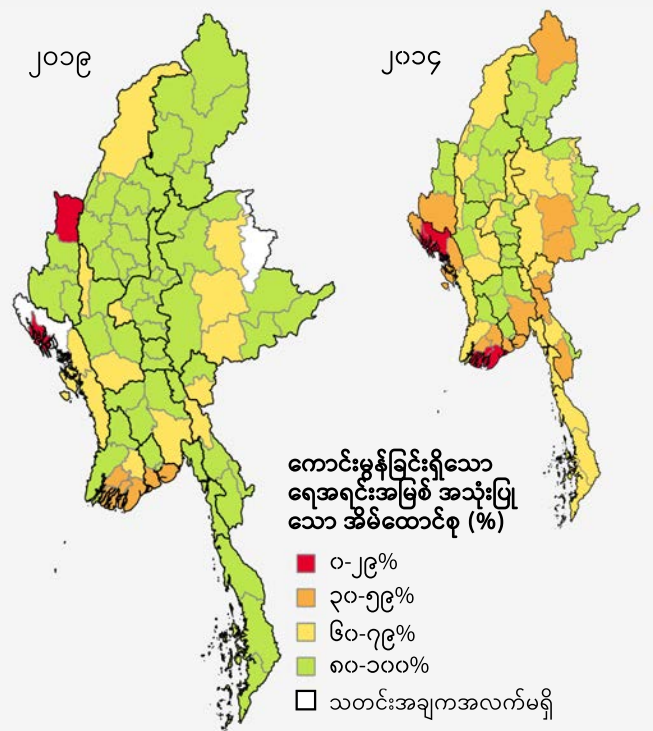 ၂၀၁၉
၂၀၁၄
ကောင်းမွန်ခြင်းရှိသော
ရေအရင်းအမြစ် အသုံးပြု
သော အိမ်ထောင်စု (%)
၀-၂၉%
၃၀-၅၉%
၆၀-၇၉%
၈၀-၁၀၀%
သတင်းအချကအလက်မရှိ